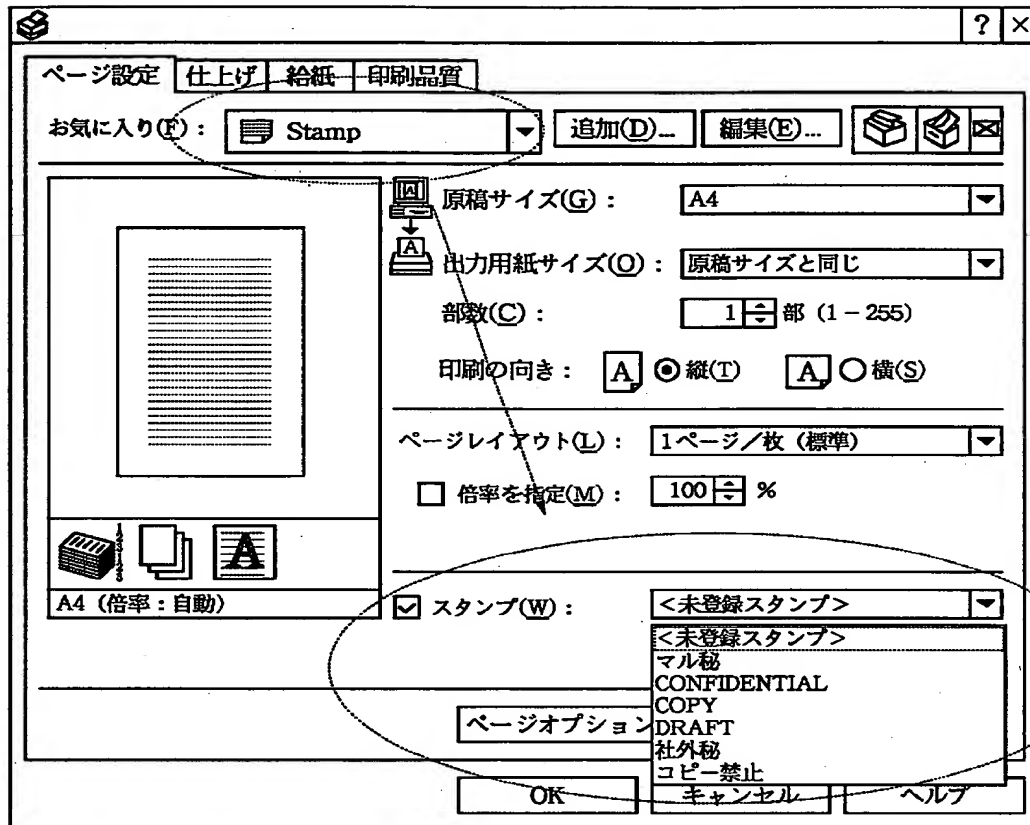 ? ×
ページ設定 仕上げ 給紙 印刷品質
お気に入り(F)： Stamp 追加(D)... 編集(E)...
原稿サイズ(G)： A4
出力用紙サイズ(O)： 原稿サイズと同じ
部数(C)： 1 部 (1－255)
印刷の向き： A 縦(T) A 横(S)
ページレイアウト(L)： 1ページ／枚 (標準)
倍率を指定(M)： 100 %
A4 (倍率：自動)
スタンプ(W)： <未登録スタンプ>
<未登録スタンプ>
マル秘
CONFIDENTIAL
COPY
DRAFT
社外秘
コピー禁止
ページオプション
OK キャンセル ヘルプ